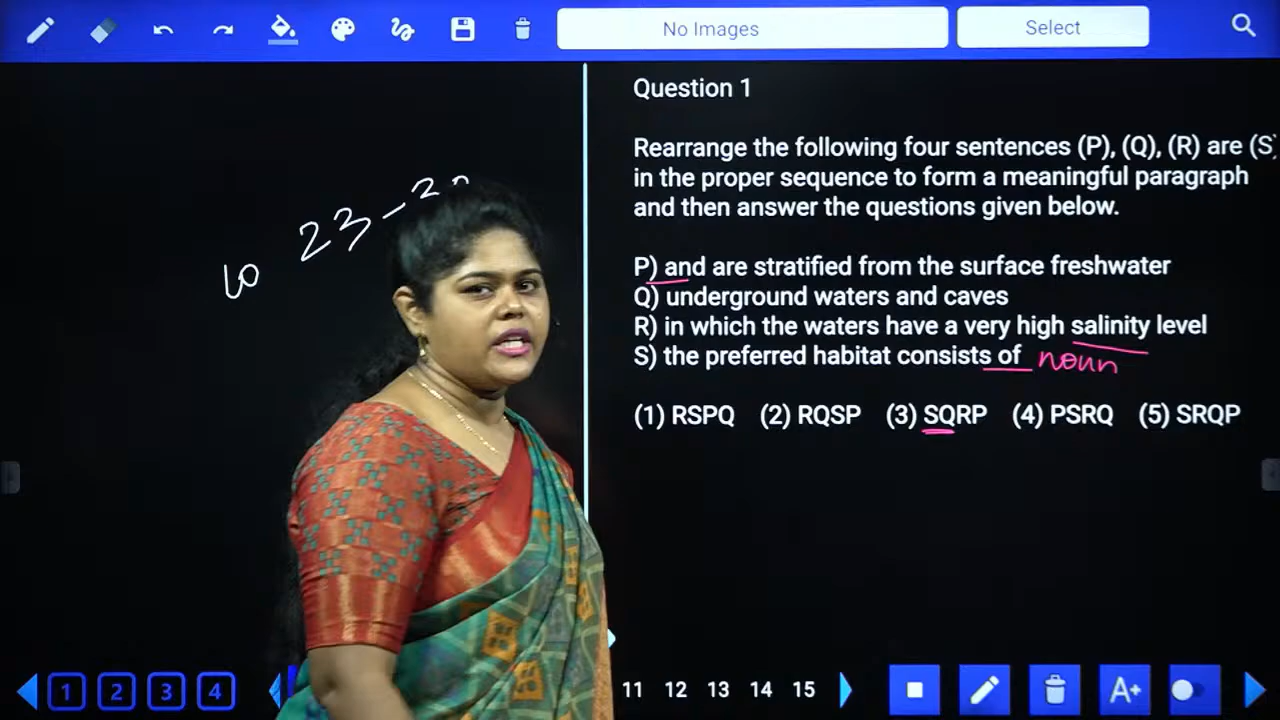 No Images
Select
Question 1
Rearrange the following four sentences (P), (Q), (R) are (S)
in the proper sequence to form a meaningful paragraph
and then answer the questions given below.
P) and are stratified from the surface freshwater
Q) underground waters and caves
R) in which the waters have a very high salinity level
S) the preferred habitat consists of noun
(1) RSPQ (2) RQSP (3) SQRP (4) PSRQ (5) SRQP
10 23 -
1 2 3 4
11 12 13 14 15
A+